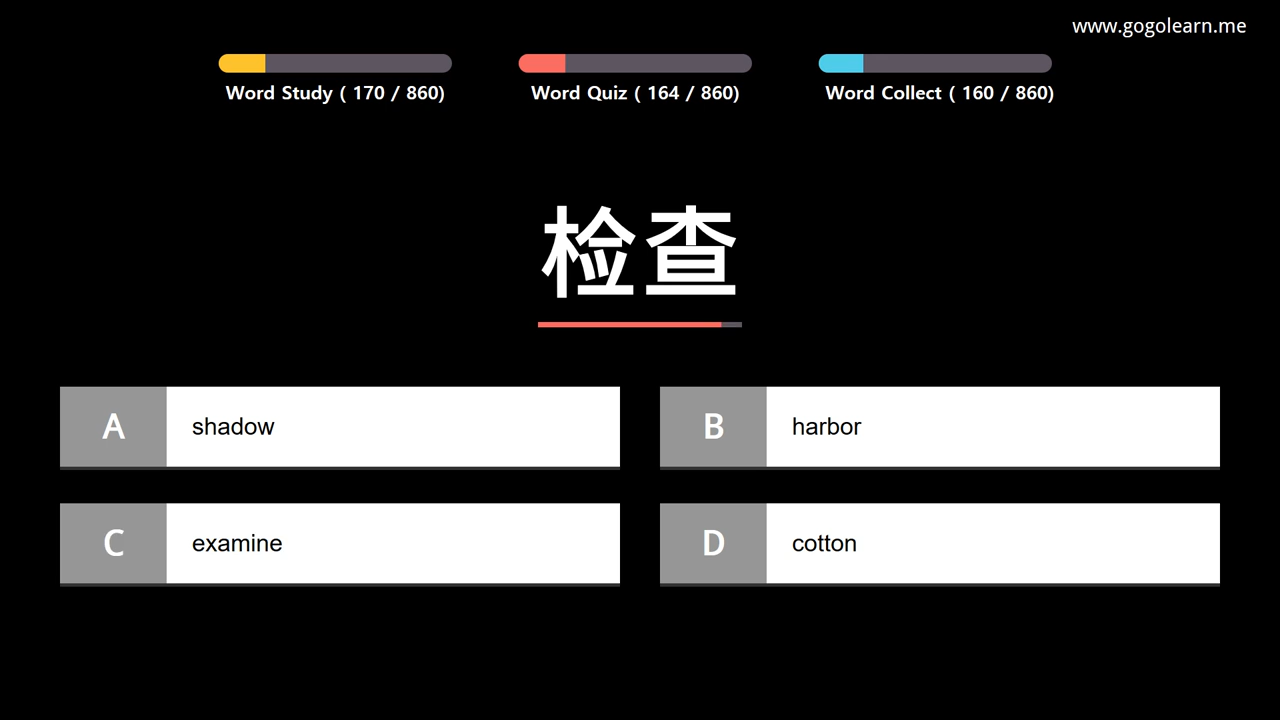 www.gogolearn.me
Word Study ( 170 / 860)
Word Quiz ( 164 / 860)
Word Collect ( 160 / 860)
检查
A shadow
B harbor
C examine
D cotton